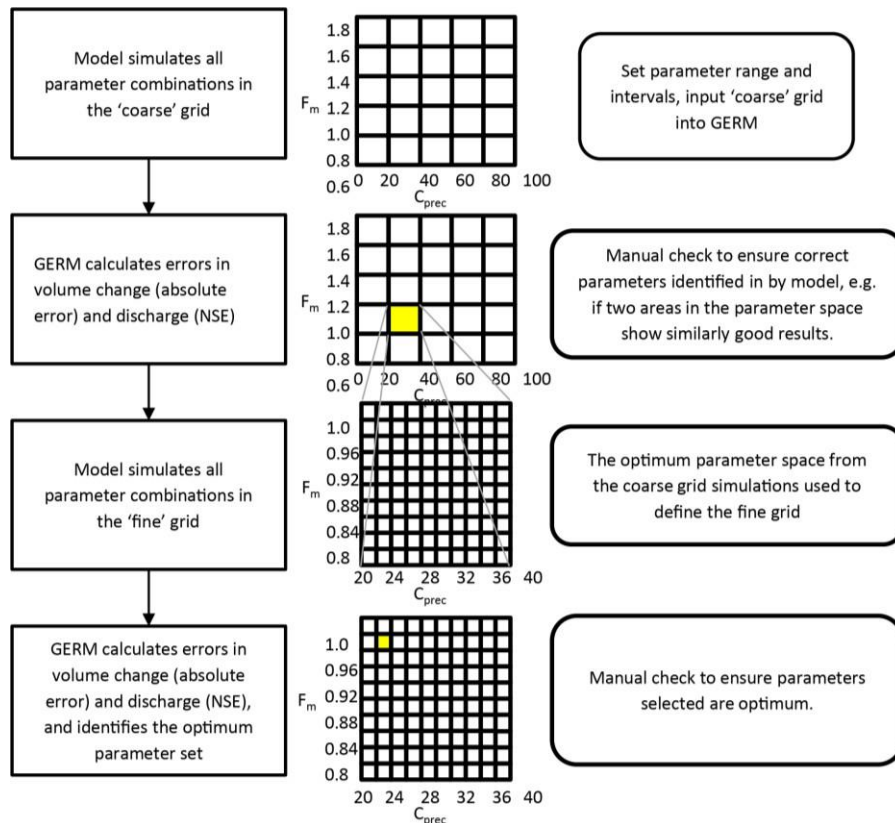 Model simulates all
parameter combinations
in the ‘coarse’ grid
1.8
1.6
1.4
F_m 1.2
1.0
0.8
0.6
0 20 40 60 80 100
C_prec
Set parameter range and
intervals, input ‘coarse’ grid
into GERM
GERM calculates errors in
volume change (absolute
error) and discharge (NSE)
1.8
1.6
1.4
F_m 1.2
1.0
0.8
0.6
0 20 40 60 80 100
C_prec
Manual check to ensure correct
parameters identified in by model, e.g.
if two areas in the parameter space
show similarly good results.
Model simulates all
parameter combinations
in the ‘fine’ grid
1.0
0.96
F_m 0.92
0.88
0.84
0.8
20 24 28 32 36 40
C_prec
The optimum parameter space from
the coarse grid simulations used to
define the fine grid
GERM calculates errors in
volume change (absolute
error) and discharge (NSE),
and identifies the optimum
parameter set
1.0
0.96
F_m 0.92
0.88
0.84
0.8
20 24 28 32 36 40
C_prec
Manual check to ensure parameters
selected are optimum.